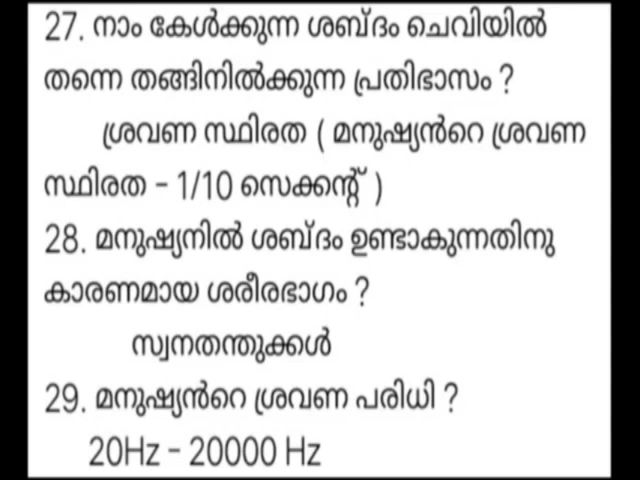 27. നാം കേൾക്കുന്ന ശബ്ദം ചെവിയിൽ
തന്നെ തങ്ങിനിൽക്കുന്ന പ്രതിഭാസം ?
ശ്രവണ സ്ഥിരത ( മനുഷ്യൻറെ ശ്രവണ
സ്ഥിരത - 1/10 സെക്കന്റ് )
28. മനുഷ്യനിൽ ശബ്ദം ഉണ്ടാകുന്നതിനു
കാരണമായ ശരീരഭാഗം ?
സ്വനതന്തുക്കൾ
29. മനുഷ്യൻറെ ശ്രവണ പരിധി ?
20Hz - 20000 Hz